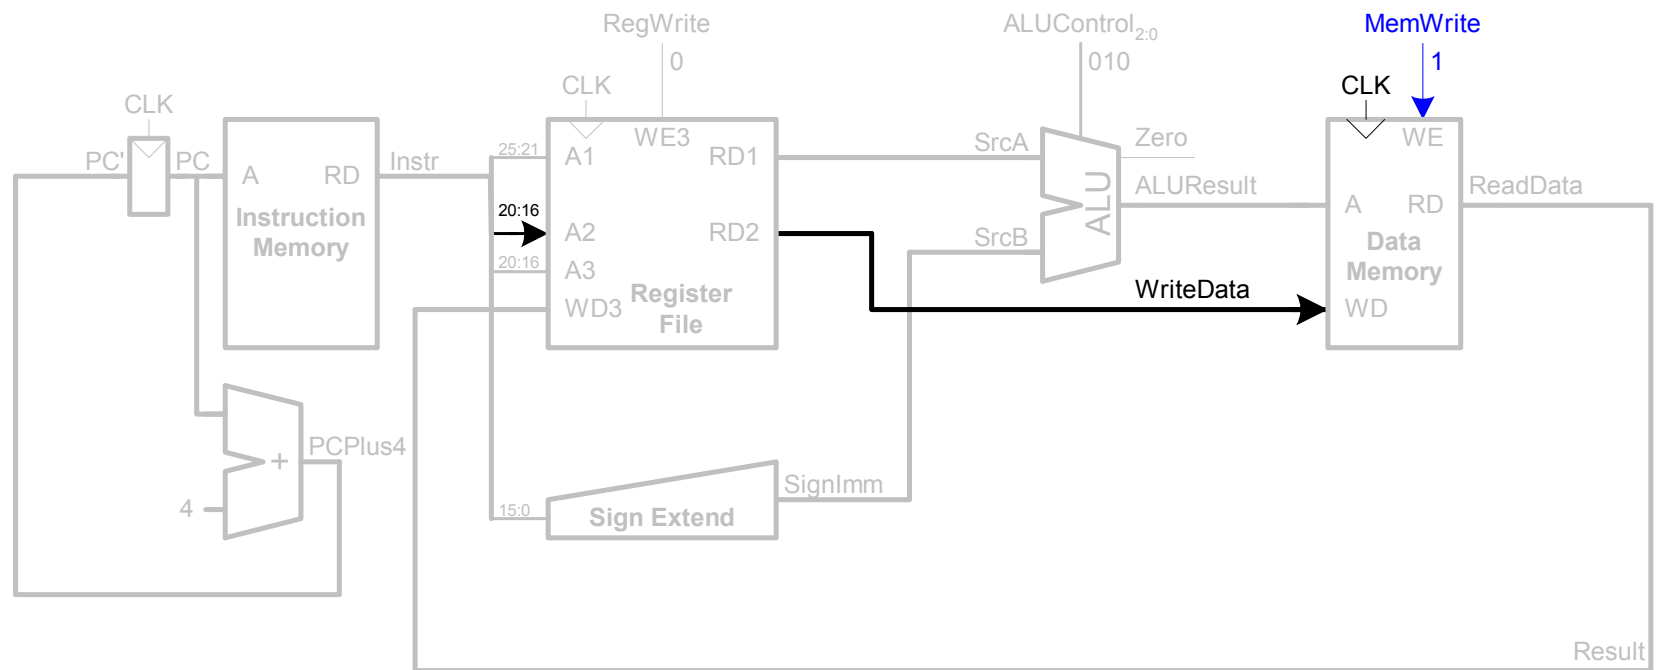 RegWrite
0
ALUControl2:0
010
MemWrite
1
CLK
CLK
CLK
PC'
PC
A
RD
Instr
Instruction
Memory
25:21
20:16
20:16
A1
A2
A3
WD3
WE3
RD1
RD2
Register
File
SrcA
SrcB
ALU
Zero
ALUResult
WriteData
WE
A
RD
Data
Memory
WD
ReadData
+
PCPlus4
4
15:0
Sign Extend
SignImm
Result